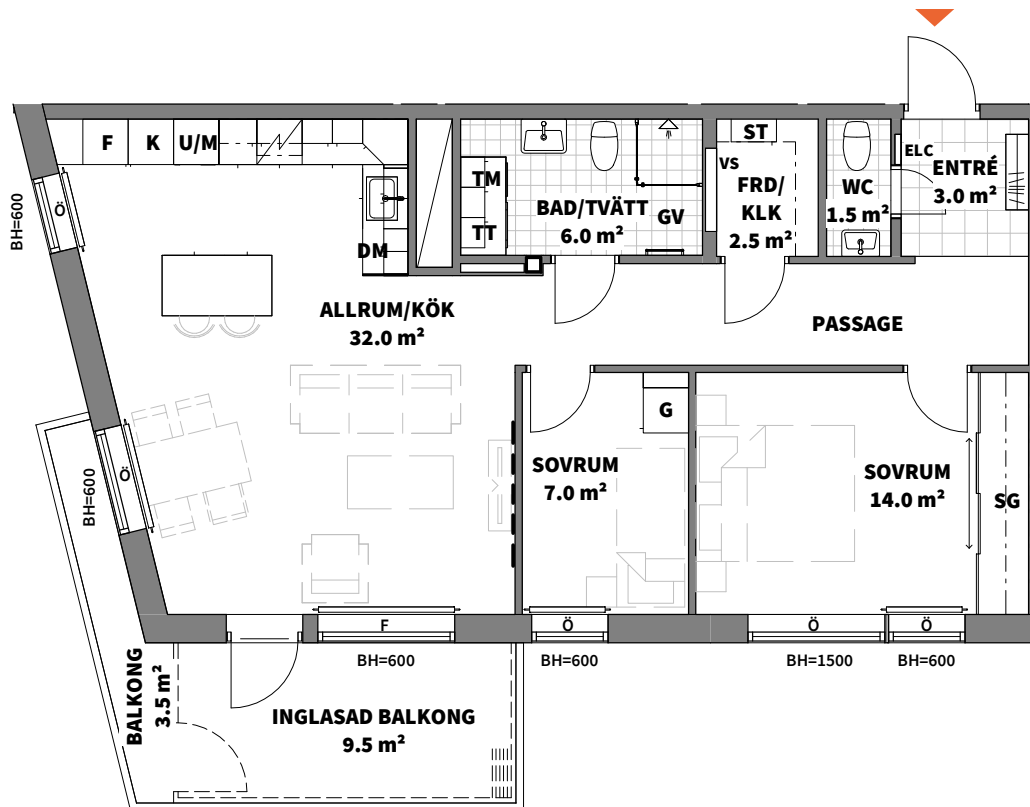 F
K
U/M
ST
ELC
ENTRÉ
3.0 m²
VS
TM
TT
BAD/TVÄTT
6.0 m²
GV
FRD/
KLK
2.5 m²
WC
1.5 m²
BH=600
Ö
DM
ALLRUM/KÖK
32.0 m²
PASSAGE
G
BH=600
Ö
SOVRUM
7.0 m²
SOVRUM
14.0 m²
SG
F
Ö
Ö
Ö
BH=600
BH=600
BH=1500
BH=600
BALKONG
3.5 m²
INGLASAD BALKONG
9.5 m²